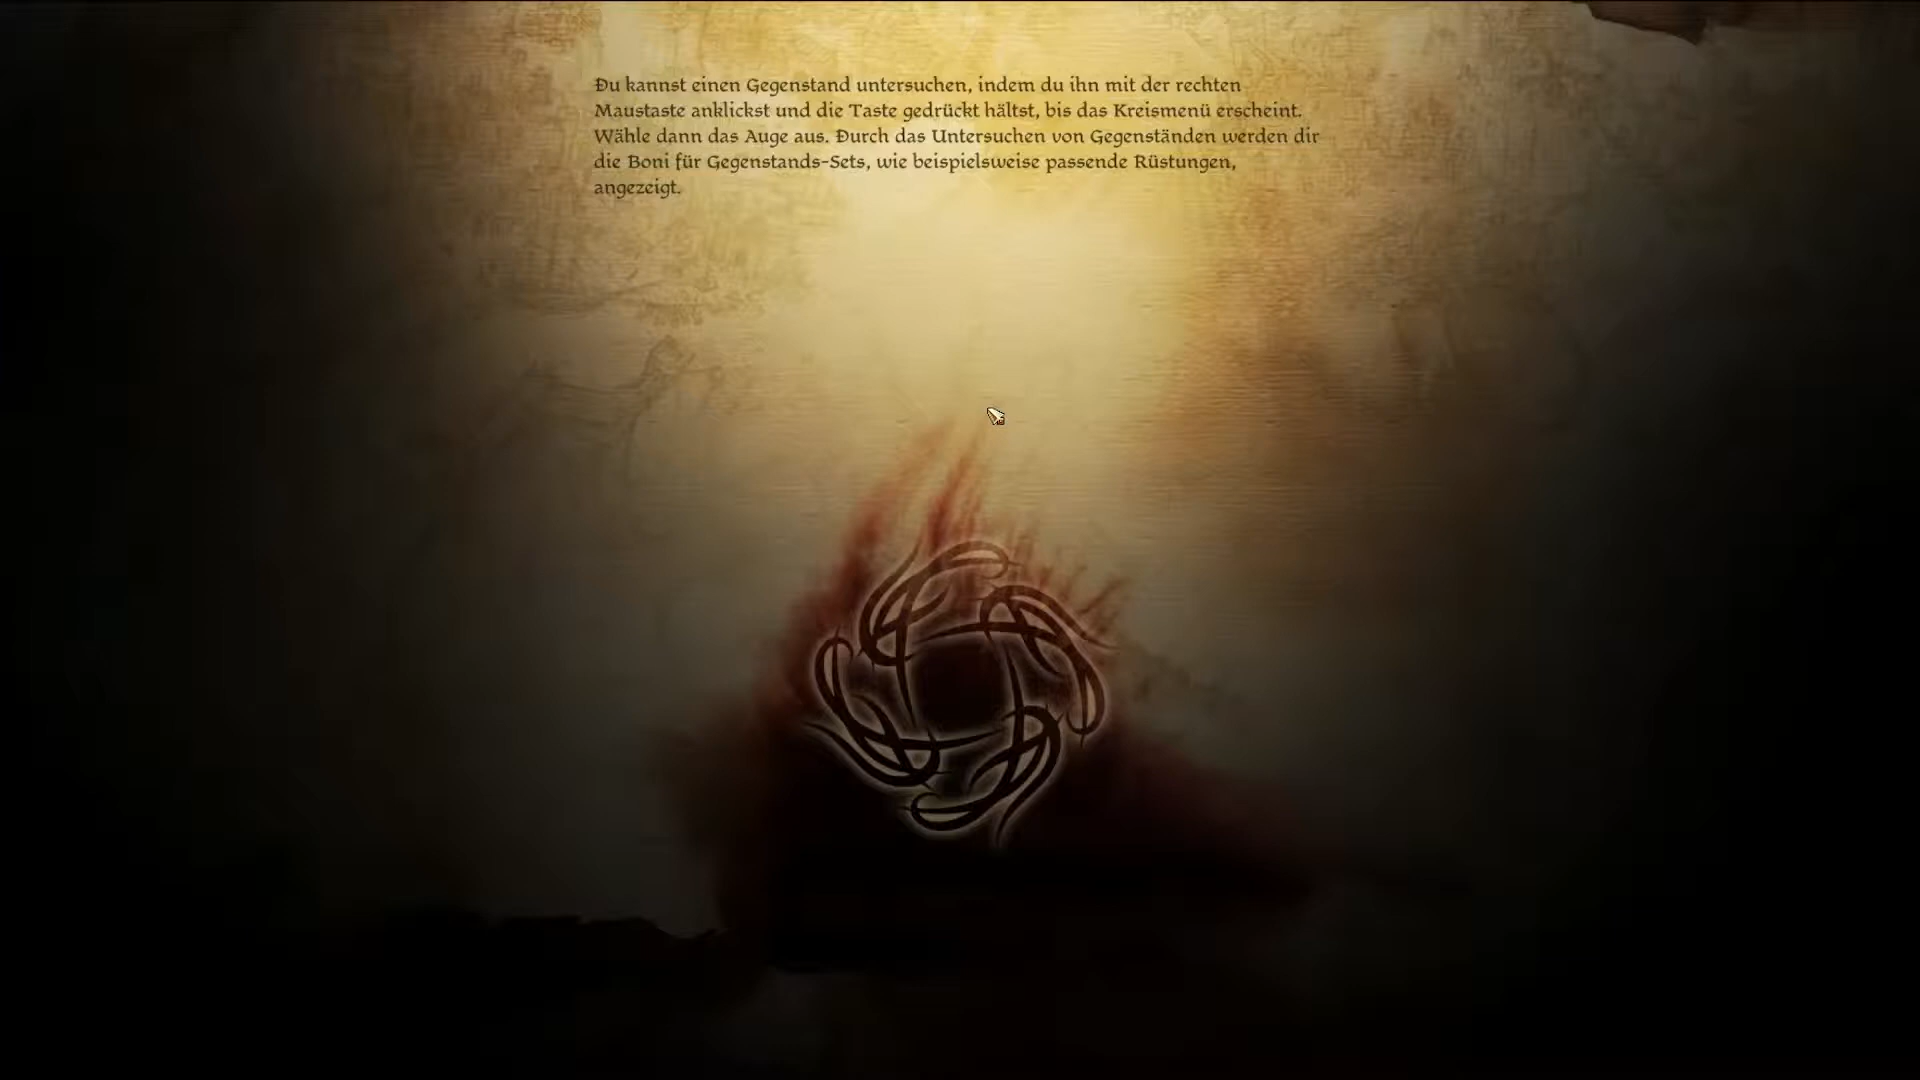 Du kannst einen Gegenstand untersuchen, indem du ihn mit der rechten
Maustaste anklickst und die Taste gedrückt hältst, bis das Kreismenü erscheint.
Wähle dann das Auge aus. Durch das Untersuchen von Gegenständen werden dir
die Boni für Gegenstands-Sets, wie beispielsweise passende Rüstungen,
angezeigt.